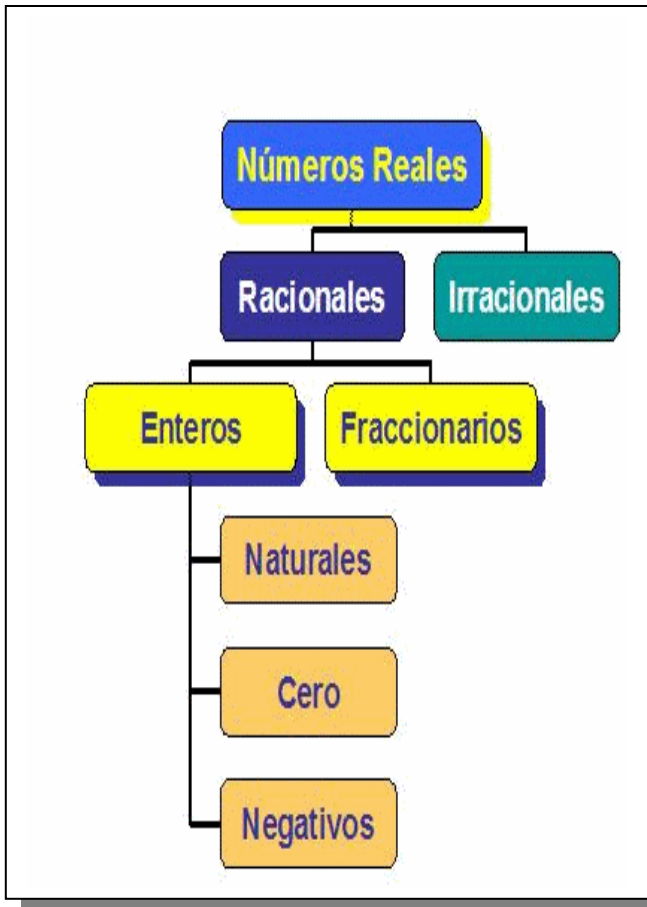 Números Reales
Racionales
Irracionales
Enteros
Fraccionarios
Naturales
Cero
Negativos